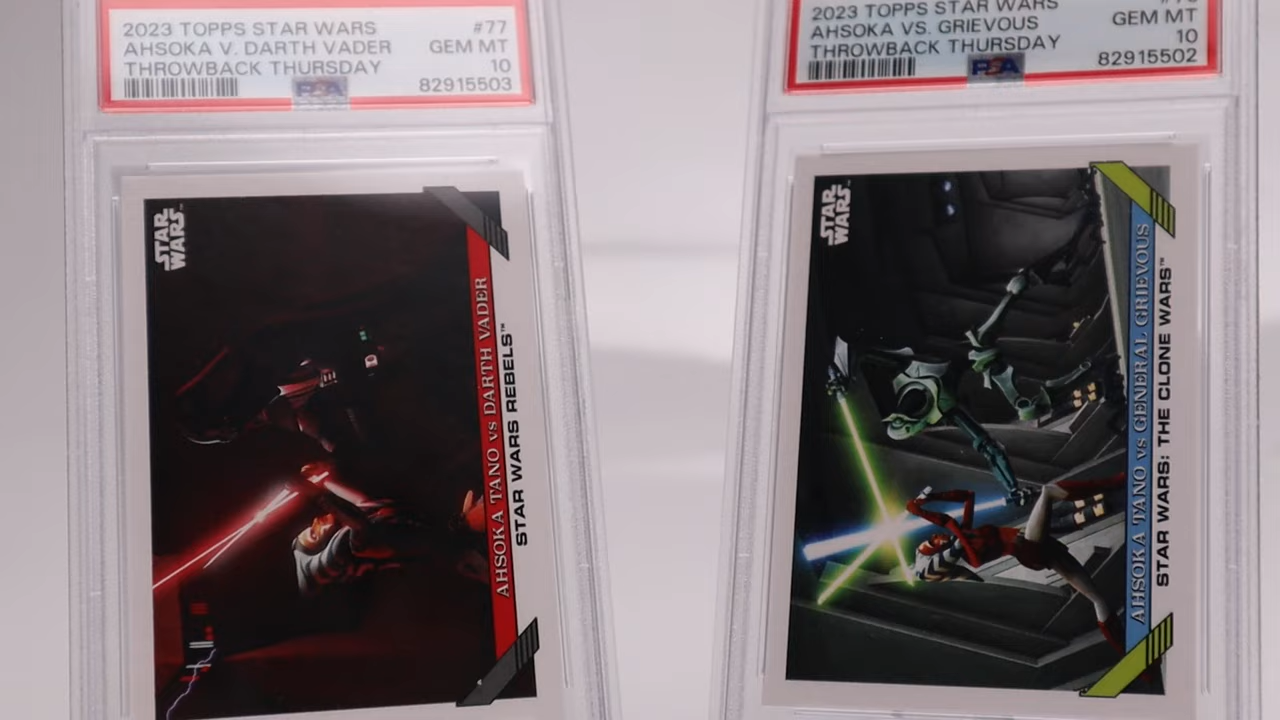 2023 TOPPS STAR WARS #77
AHSOKA V. DARTH VADER GEM MT
THROWBACK THURSDAY 10
PSA 82915503
STAR
WARS
AHSOKA TANO vs DARTH VADER
STAR WARS REBELS™
2023 TOPPS STAR WARS
AHSOKA VS. GRIEVOUS GEM MT
THROWBACK THURSDAY 10
PSA 82915502
STAR
WARS
AHSOKA TANO vs GENERAL GRIEVOUS
STAR WARS: THE CLONE WARS™